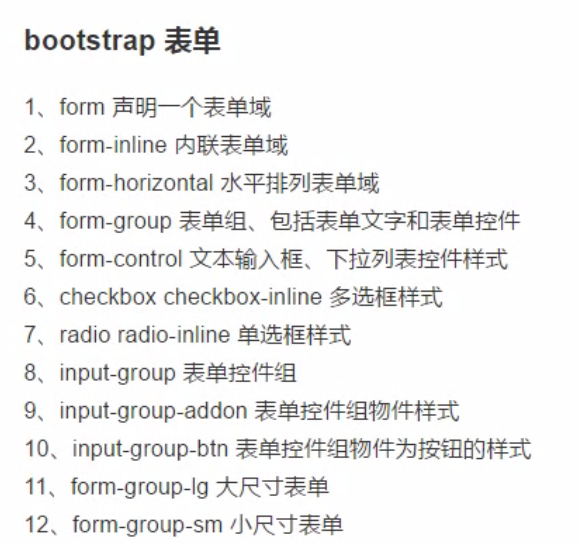 bootstrap 表单
1、form 声明一个表单域
2、form-inline 内联表单域
3、form-horizontal 水平排列表单域
4、form-group 表单组、包括表单文字和表单控件
5、form-control 文本输入框、下拉列表控件样式
6、checkbox checkbox-inline 多选框样式
7、radio radio-inline 单选框样式
8、input-group 表单控件组
9、input-group-addon 表单控件组物件样式
10、input-group-btn 表单控件组物件为按钮的样式
11、form-group-lg 大尺寸表单
12、form-group-sm 小尺寸表单